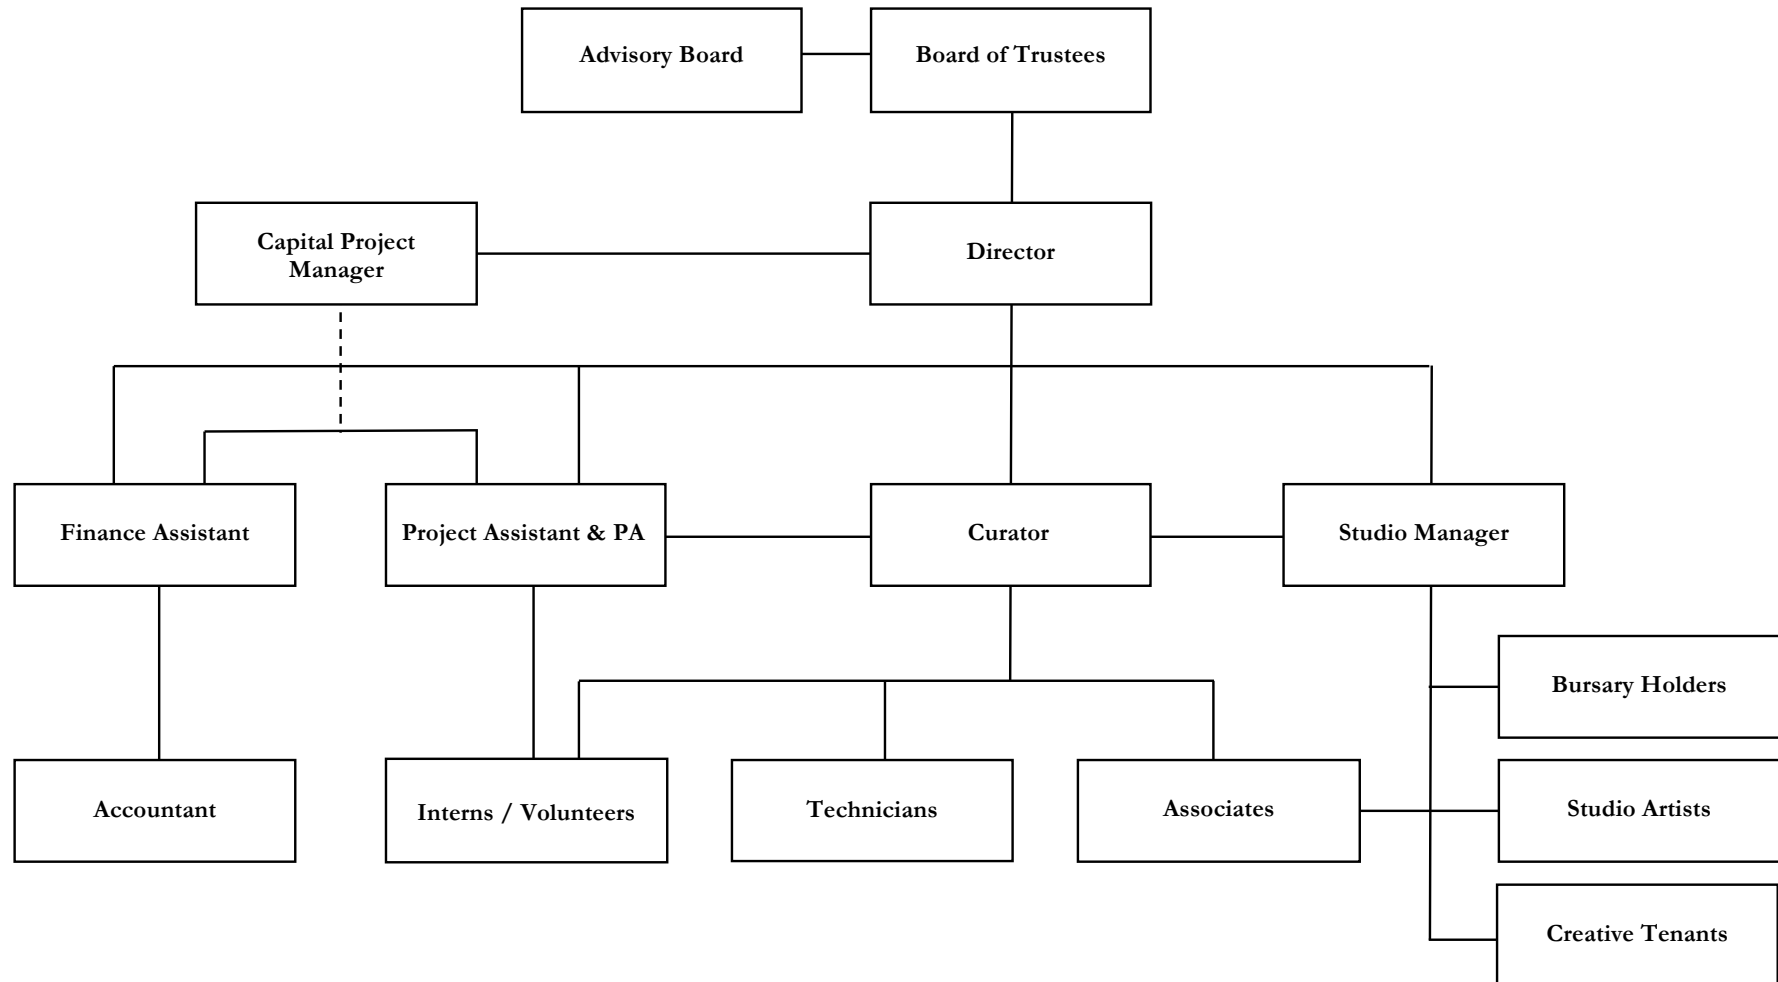 Advisory Board
Board of Trustees
Capital Project
Manager
Director
Finance Assistant
Project Assistant & PA
Curator
Studio Manager
Bursary Holders
Accountant
Interns / Volunteers
Technicians
Associates
Studio Artists
Creative Tenants